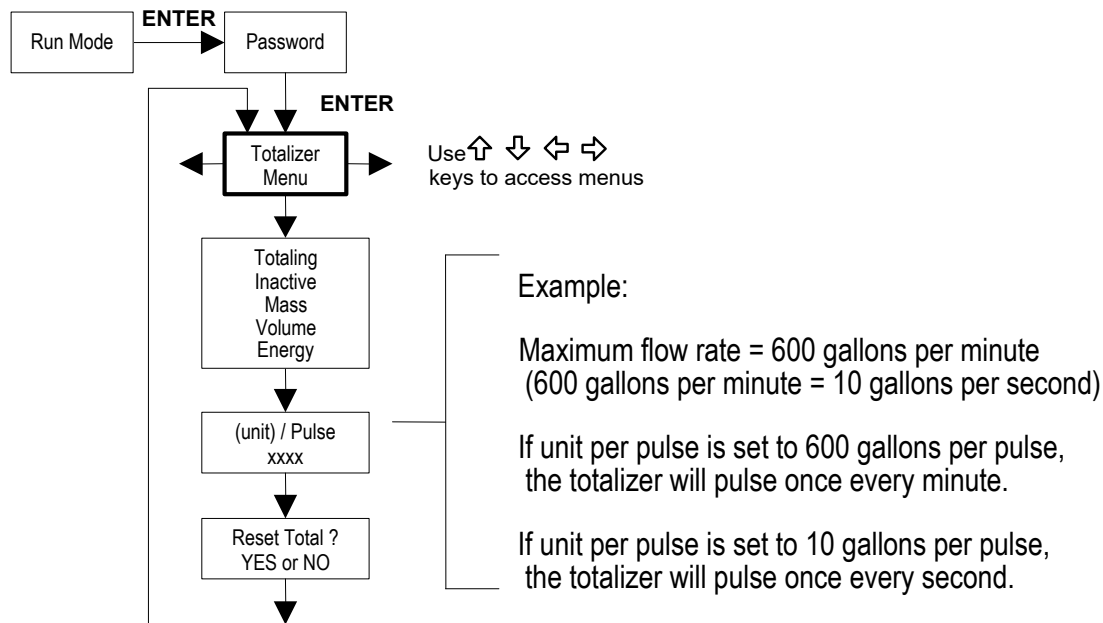 ENTER
Run Mode
Password
ENTER
Totalizer
Menu
Use
keys to access menus
Totaling
Inactive
Mass
Volume
Energy
(unit) / Pulse
xxxx
Reset Total ?
YES or NO
Example:
Maximum flow rate = 600 gallons per minute
(600 gallons per minute = 10 gallons per second)
If unit per pulse is set to 600 gallons per pulse,
the totalizer will pulse once every minute.
If unit per pulse is set to 10 gallons per pulse,
the totalizer will pulse once every second.